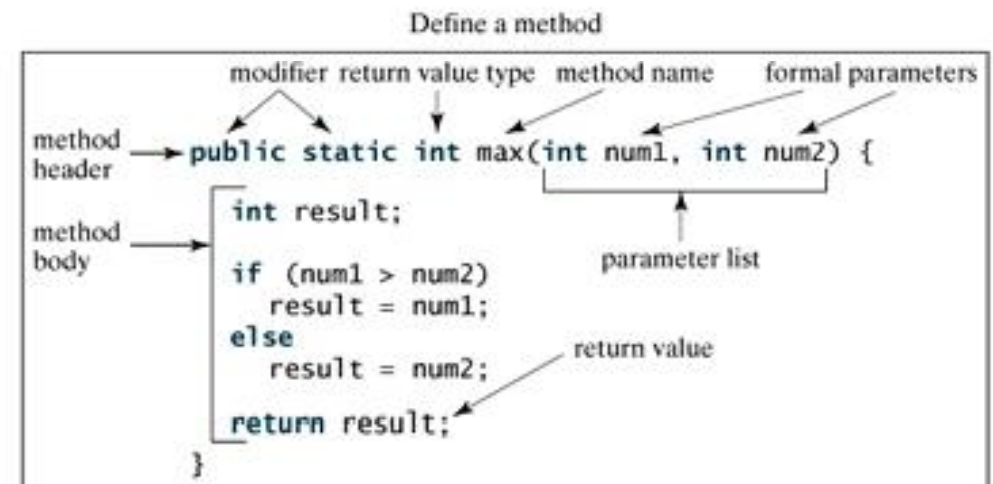 Define a method
modifier return value type method name formal parameters
method
header
public static int max(int num1, int num2) {
int result;
method
body
parameter list
if (num1 > num2)
result = num1;
else
return value
result = num2;
return result;
}